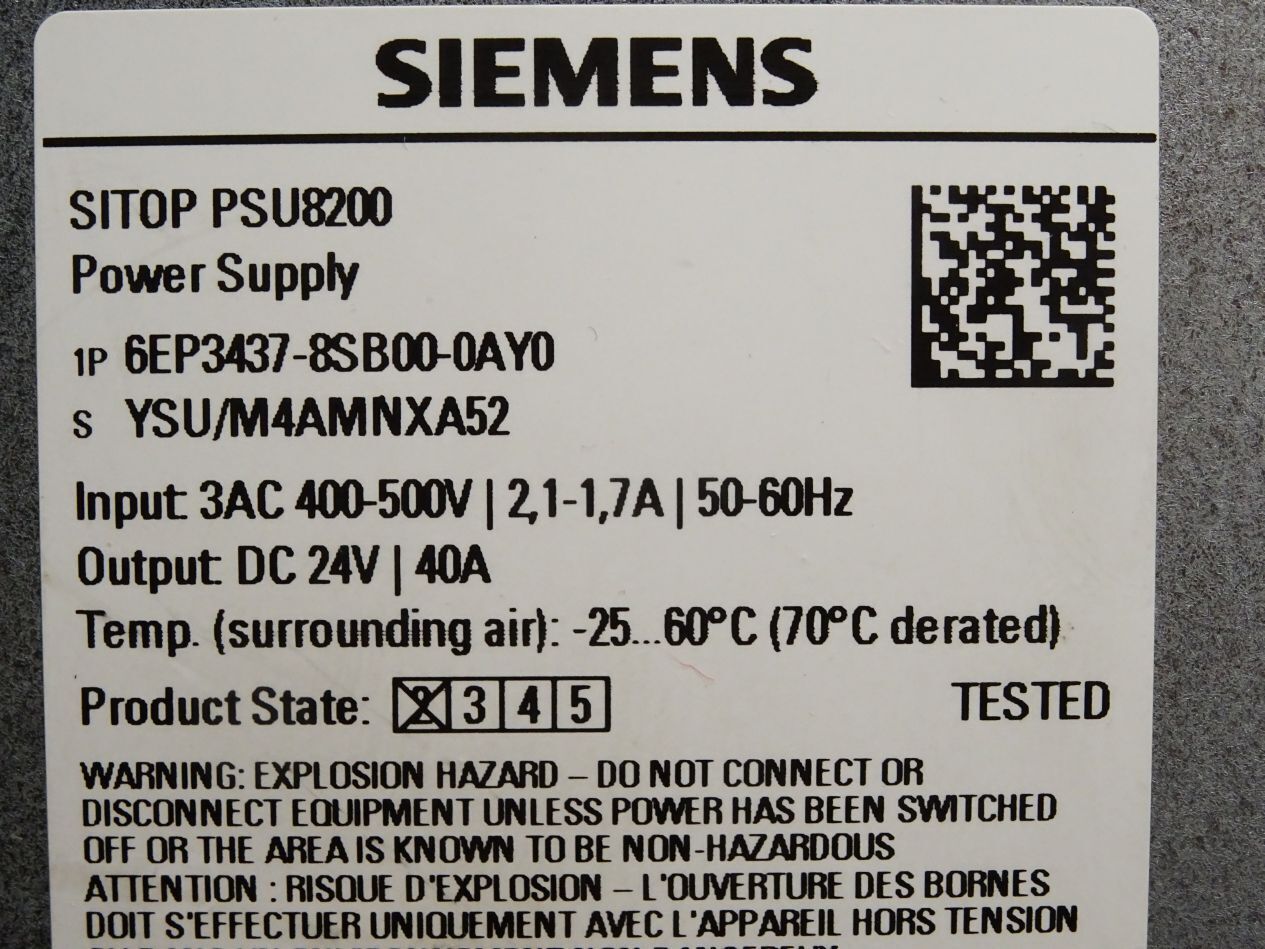 SIEMENS
SITOP PSU8200
Power Supply
1P 6EP3437-8SB00-0AY0
S YSU/M4AMNXA52
Input: 3AC 400-500V | 2,1-1,7A | 50-60Hz
Output: DC 24V | 40A
Temp. (surrounding air): -25...60°C (70°C derated)
Product State: 2 3 4 5 TESTED
WARNING: EXPLOSION HAZARD – DO NOT CONNECT OR
DISCONNECT EQUIPMENT UNLESS POWER HAS BEEN SWITCHED
OFF OR THE AREA IS KNOWN TO BE NON-HAZARDOUS
ATTENTION : RISQUE D'EXPLOSION – L'OUVERTURE DES BORNES
DOIT S'EFFECTUER UNIQUEMENT AVEC L'APPAREIL HORS TENSION